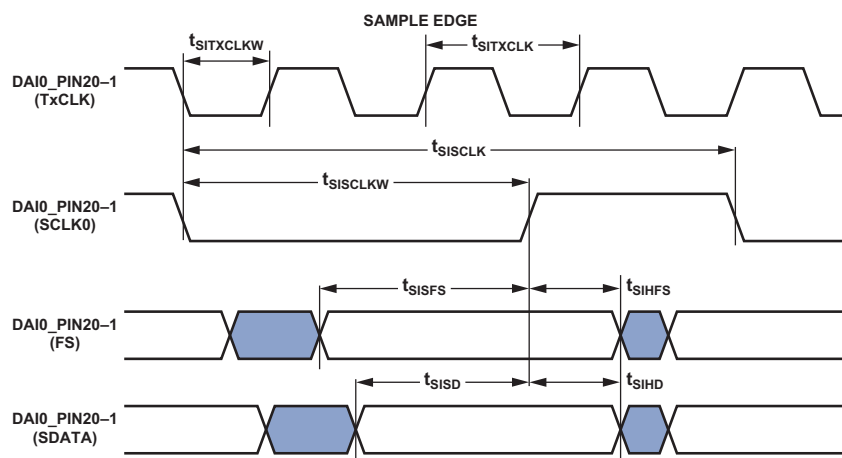 SAMPLE EDGE
tSITXCLKW
tSITXCLK
DAI0_PIN20–1
(TxCLK)
tSISCLK
tSISCLKW
DAI0_PIN20–1
(SCLK0)
tSISFS
tSIHFS
DAI0_PIN20–1
(FS)
tSISD
tSIHD
DAI0_PIN20–1
(SDATA)